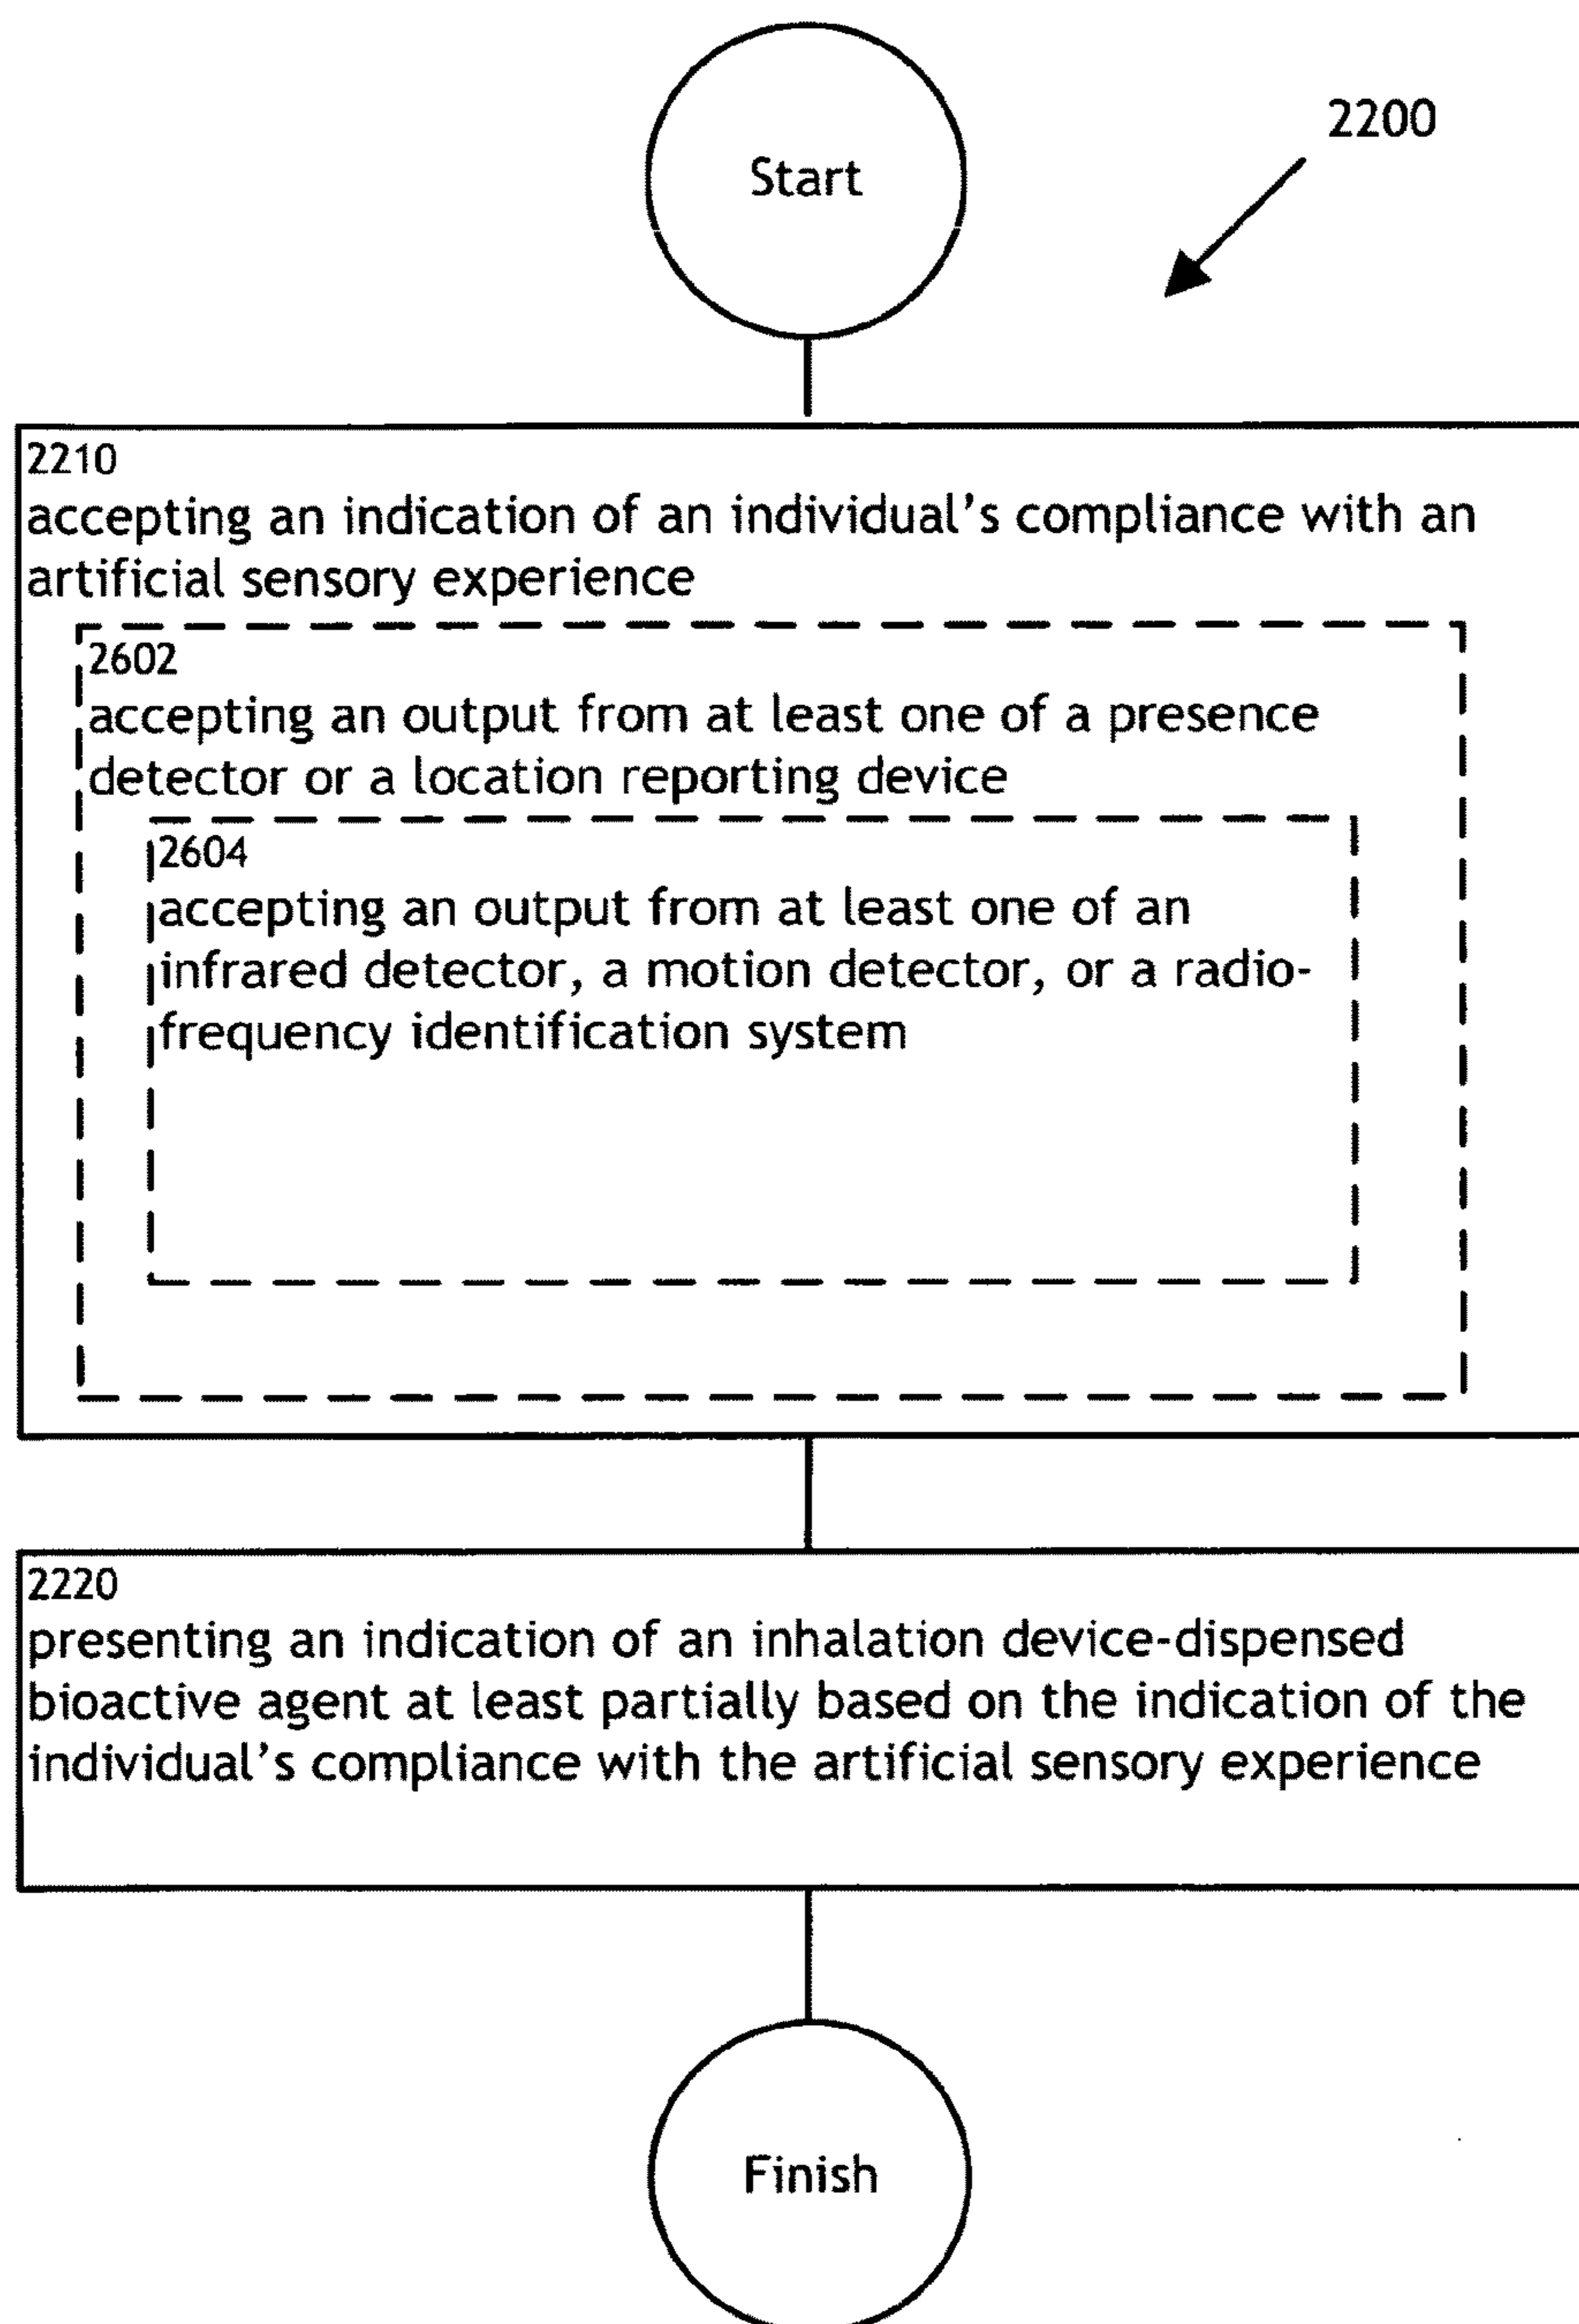 Start
2200
2210
accepting an indication of an individual's compliance with an
artificial sensory experience
2602
accepting an output from at least one of a presence
detector or a location reporting device
2604
accepting an output from at least one of an
infrared detector, a motion detector, or a radio-
frequency identification system
2220
presenting an indication of an inhalation device-dispensed
bioactive agent at least partially based on the indication of the
individual's compliance with the artificial sensory experience
Finish